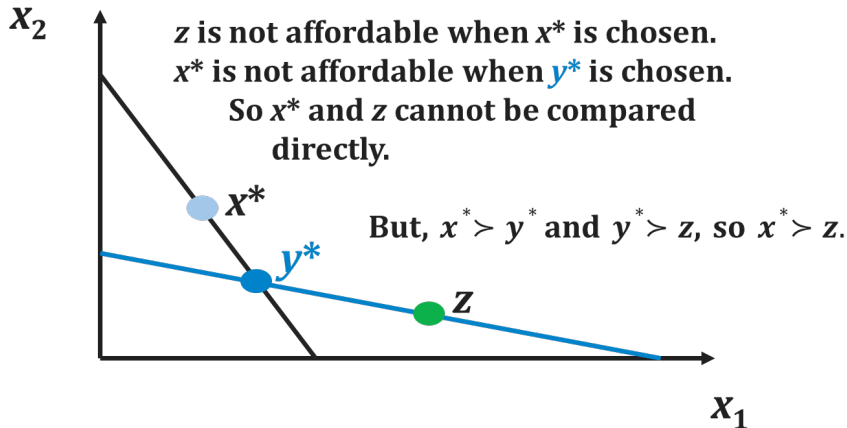 x₂
z is not affordable when x* is chosen.
x* is not affordable when y* is chosen.
So x* and z cannot be compared
directly.
x*
But, x* ≻ y* and y* ≻ z, so x* ≻ z.
y*
z
x₁